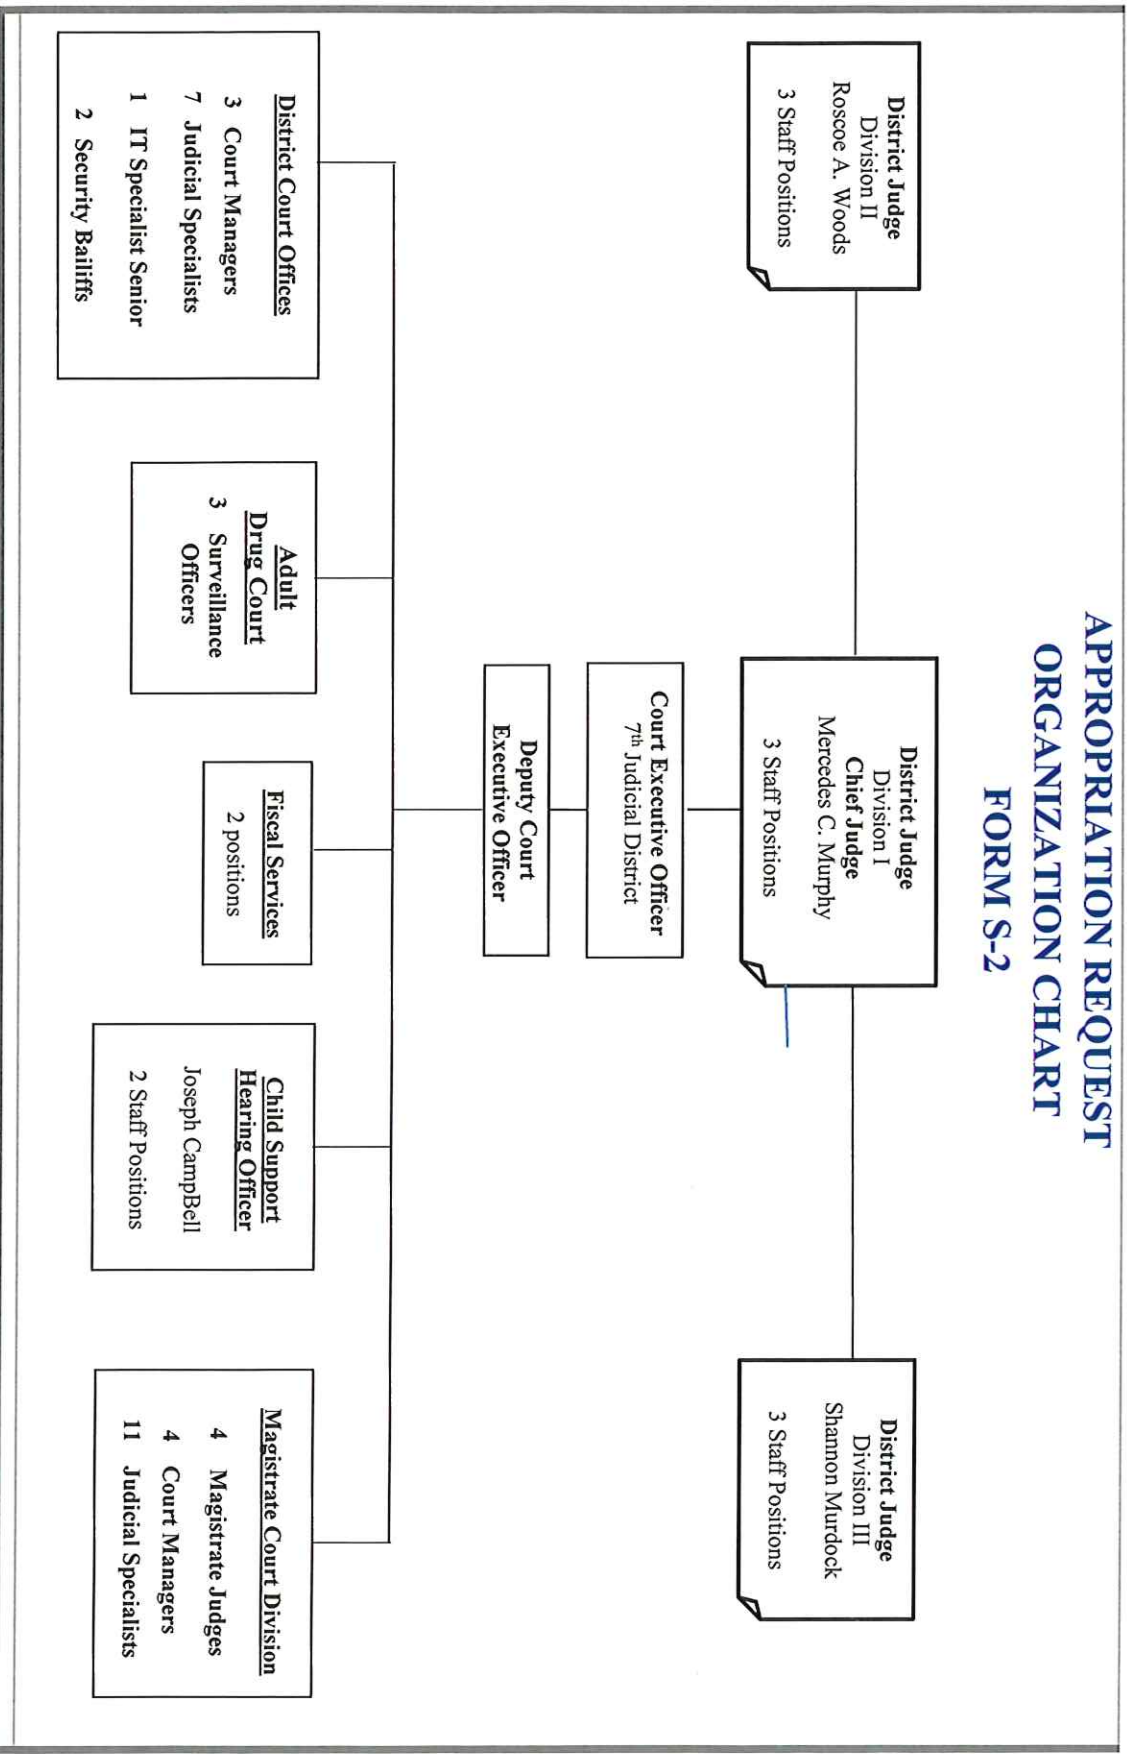 APPROPRIATION REQUEST
ORGANIZATION CHART
FORM S-2
District Judge
Division II
Roscoe A. Woods
3 Staff Positions
District Judge
Division I
Chief Judge
Mercedes C. Murphy
3 Staff Positions
District Judge
Division III
Shannon Murdock
3 Staff Positions
Court Executive Officer
7th Judicial District
Deputy Court
Executive Officer
District Court Offices
3 Court Managers
7 Judicial Specialists
1 IT Specialist Senior
2 Security Bailiffs
Adult
Drug Court
3 Surveillance
Officers
Fiscal Services
2 positions
Child Support
Hearing Officer
Joseph CampBell
2 Staff Positions
Magistrate Court Division
4 Magistrate Judges
4 Court Managers
11 Judicial Specialists